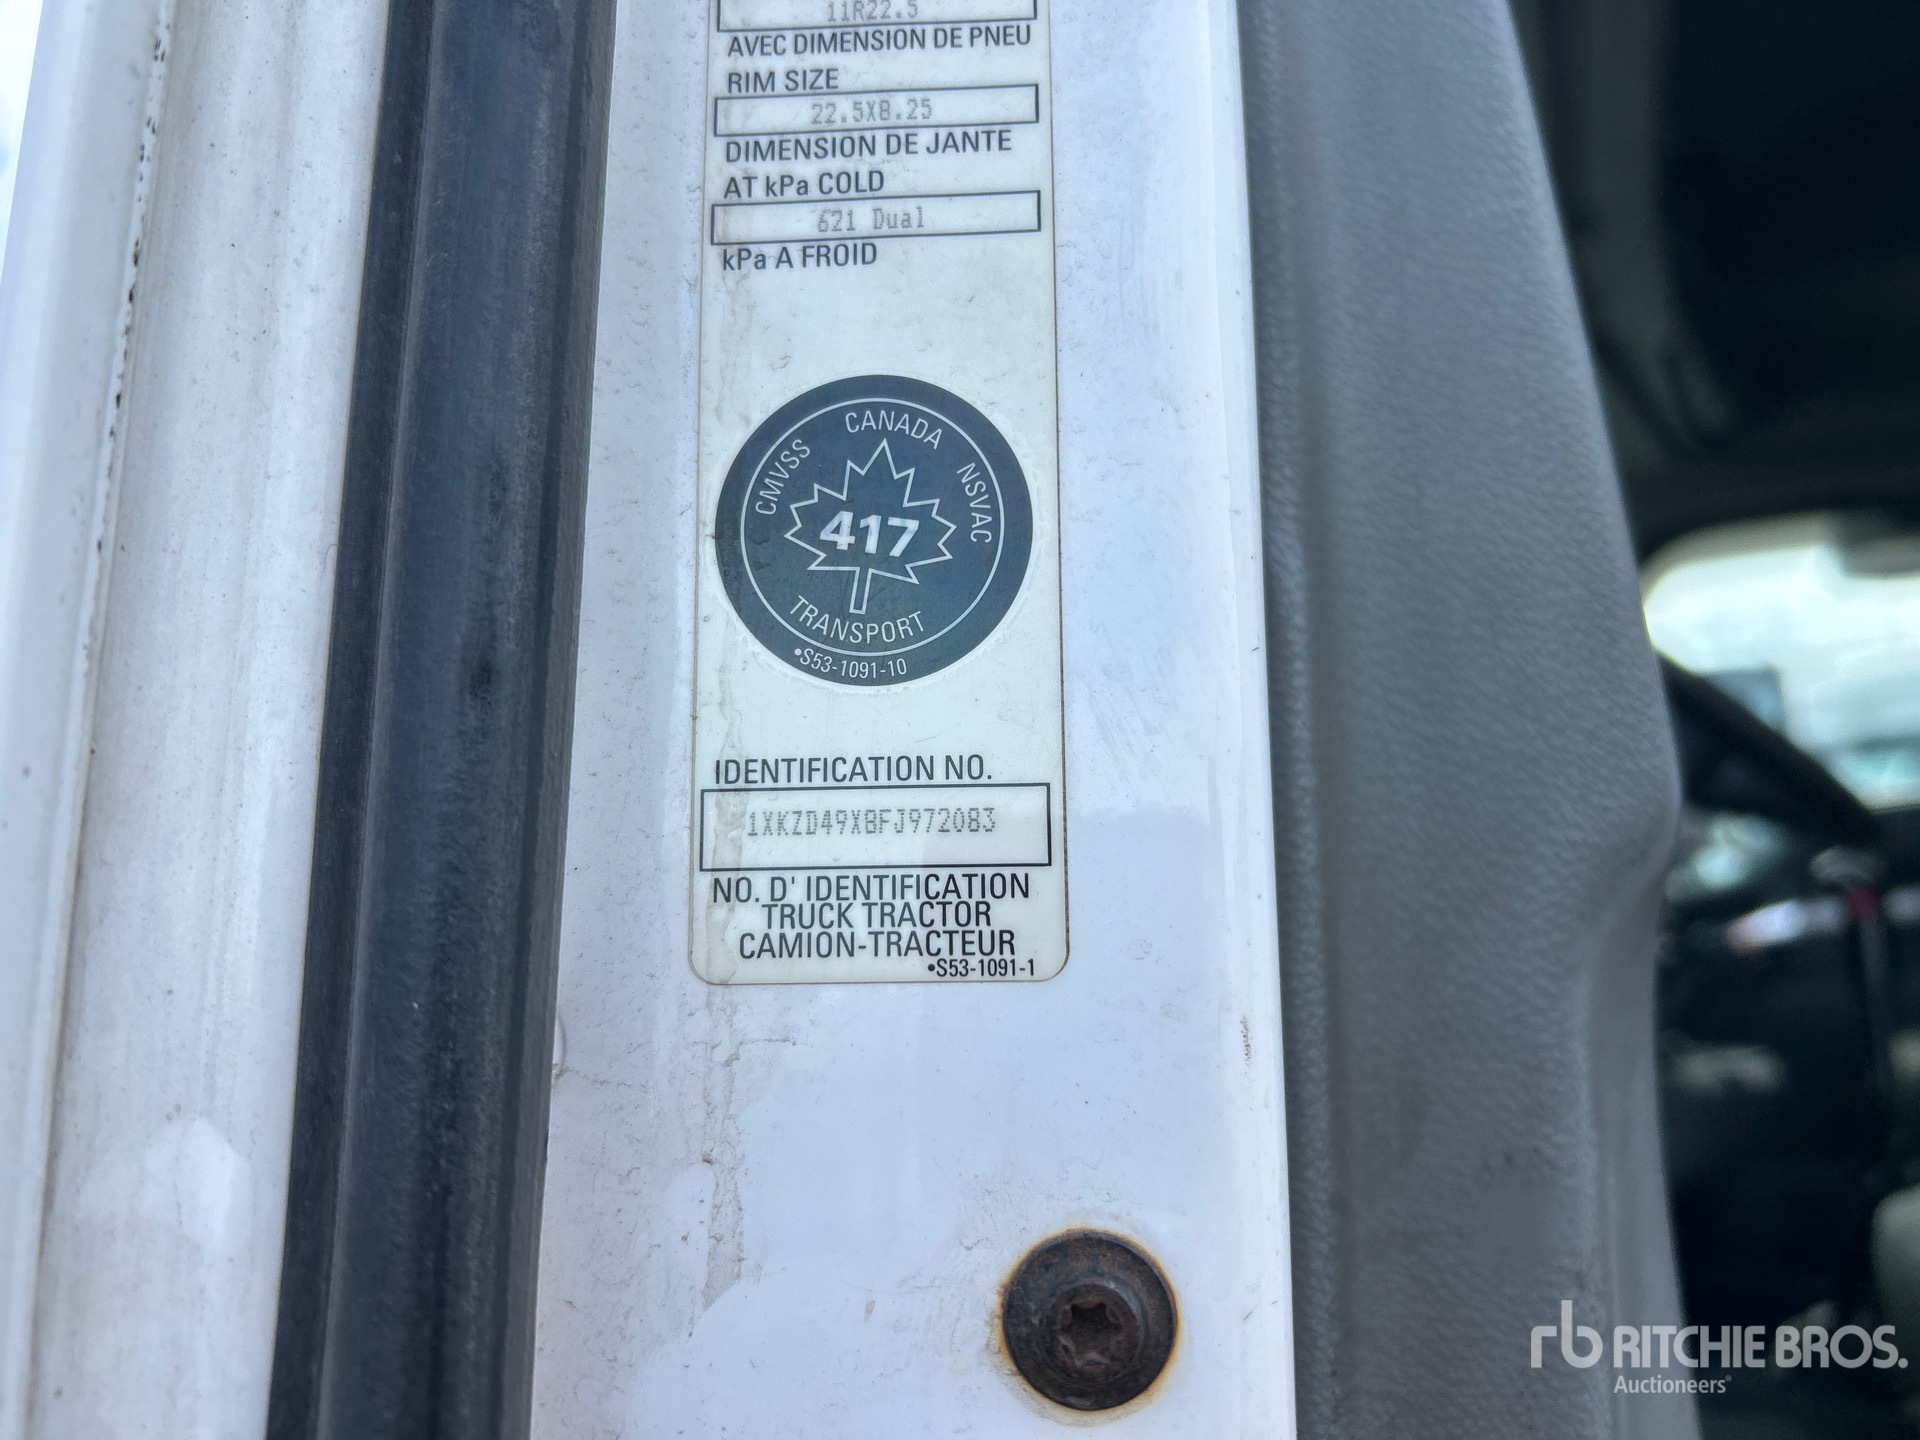 11R22.5
AVEC DIMENSION DE PNEU
RIM SIZE
22.5X8.25
DIMENSION DE JANTE
AT kPa COLD
621 Dual
kPa A FROID
CANADA
CMVSS
NSVAC
417
TRANSPORT
•S53-1091-10
IDENTIFICATION NO.
1XKZD49X8FJ972083
NO. D' IDENTIFICATION
TRUCK TRACTOR
CAMION-TRACTEUR
•S53-1091-1
rb RITCHIE BROS.
Auctioneers